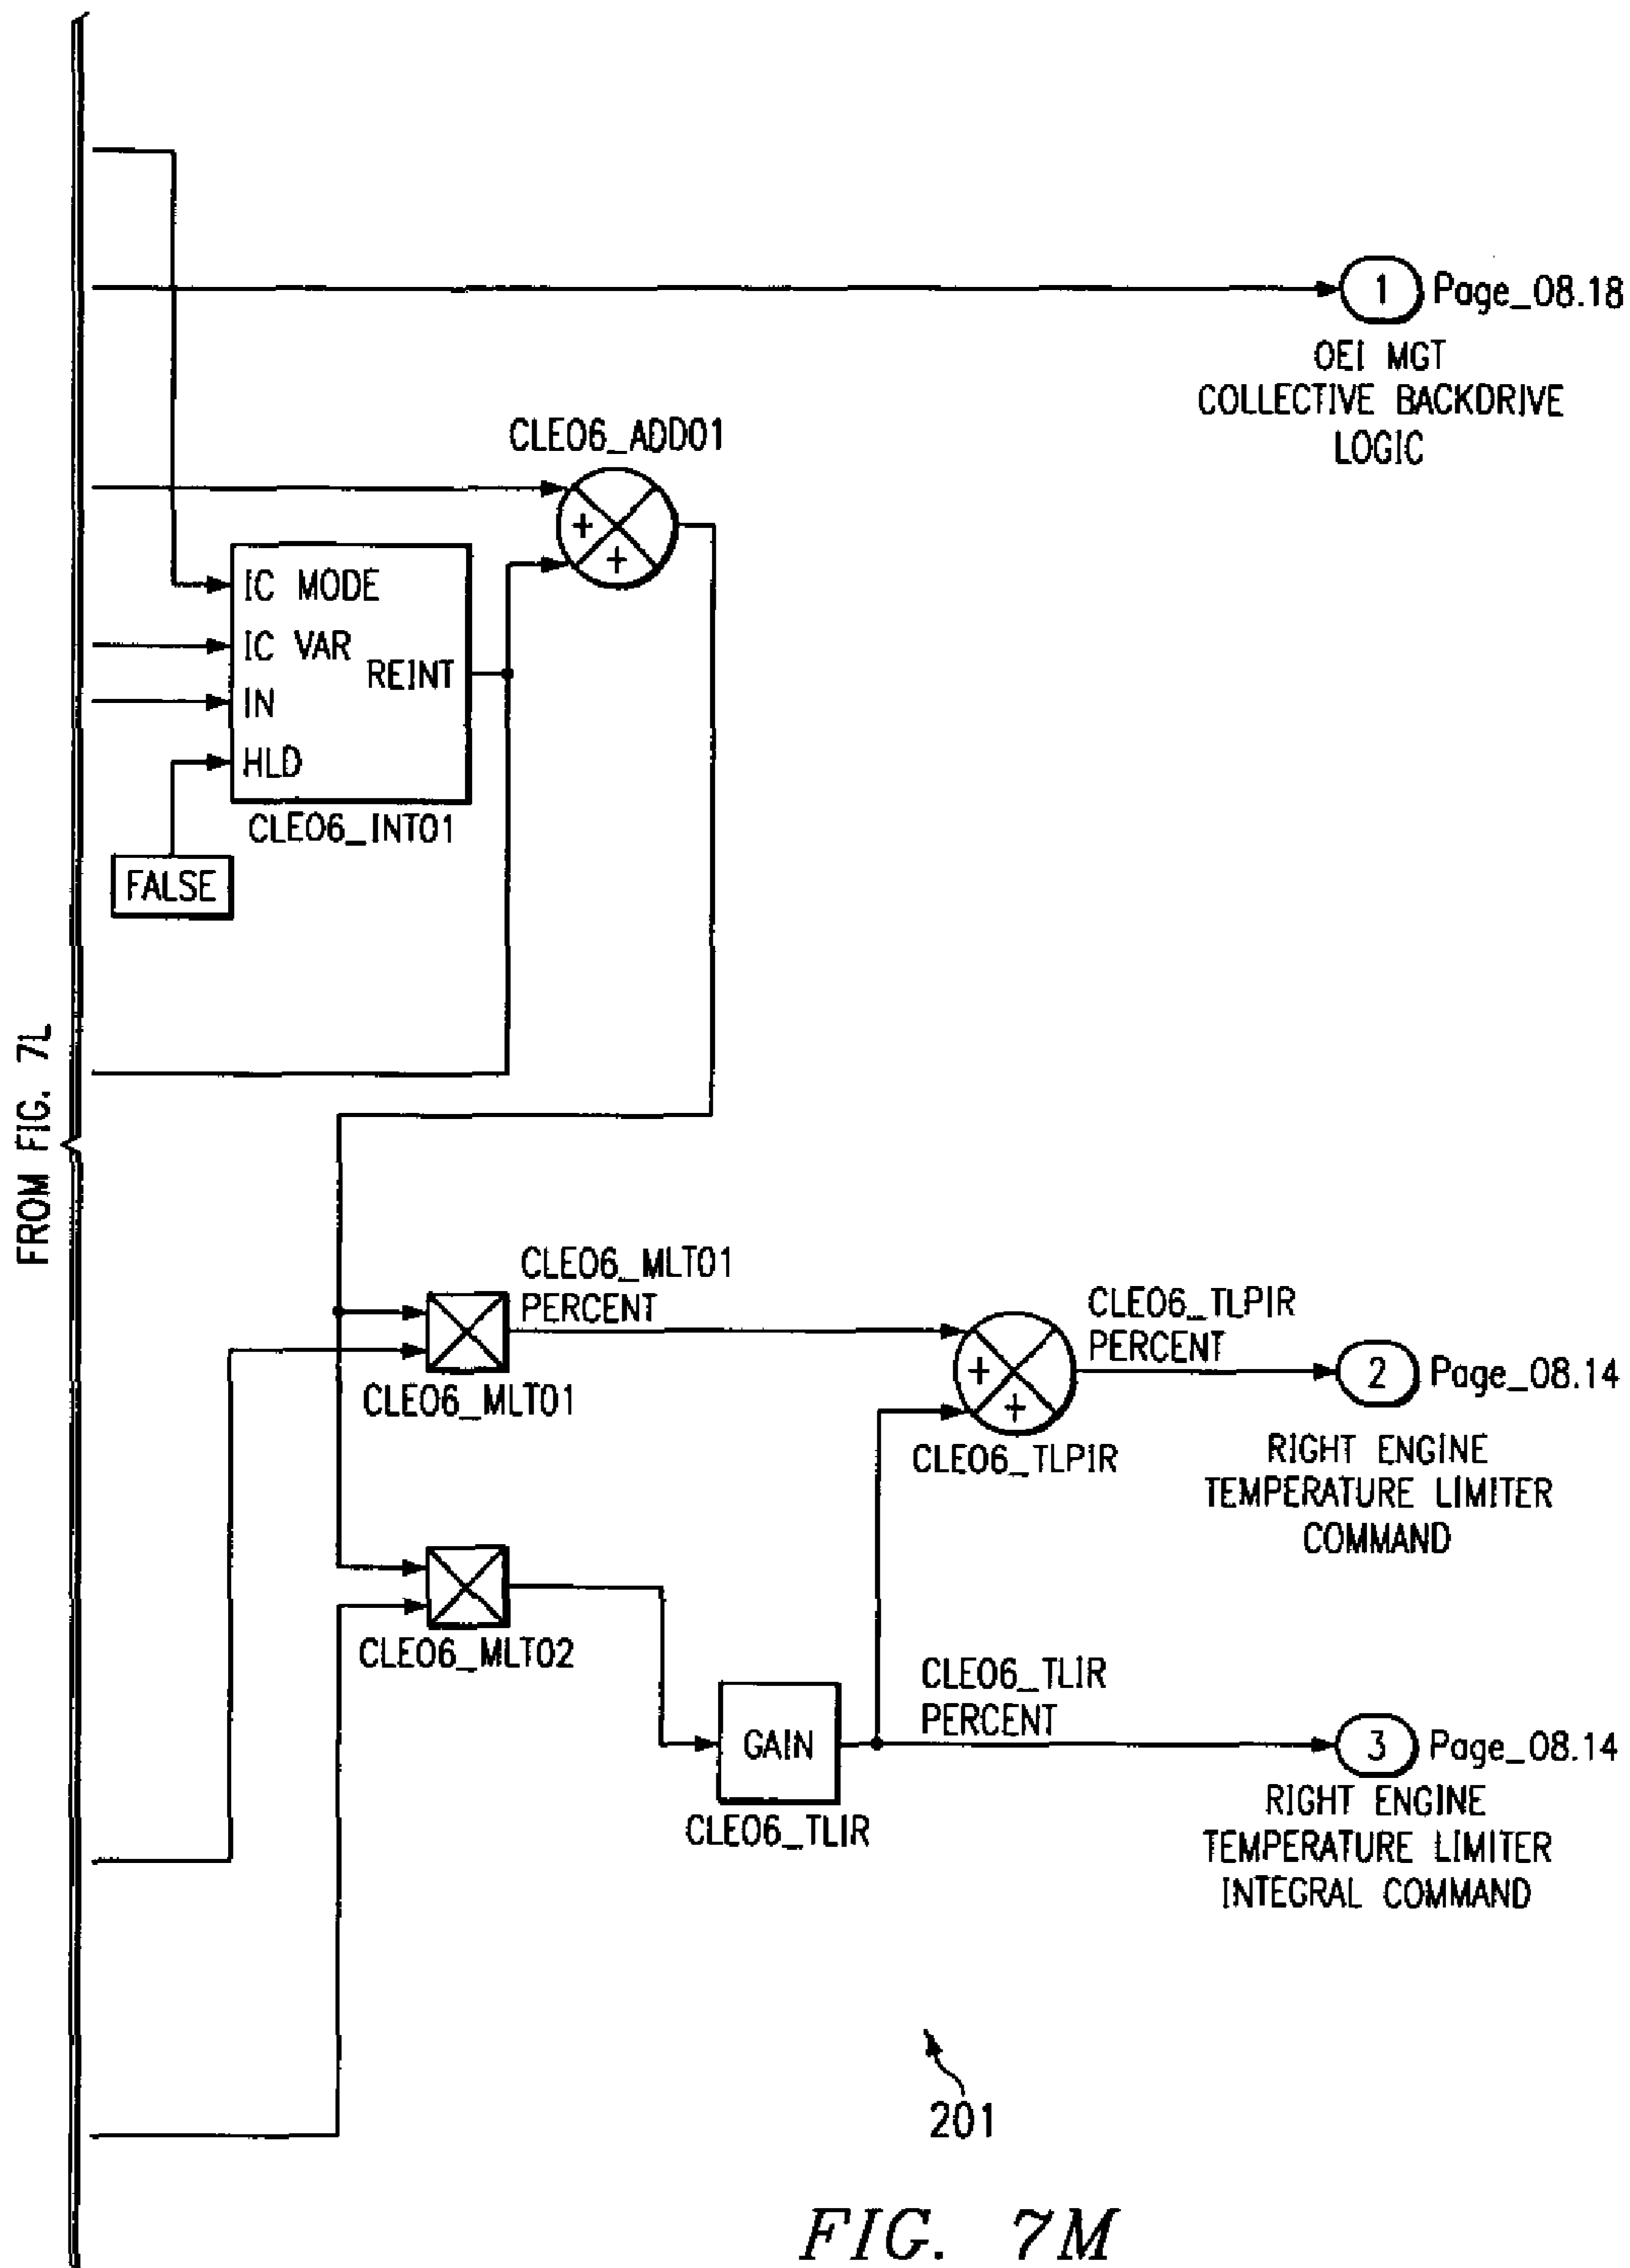 1 Page_08.18
OEI MGT
COLLECTIVE BACKDRIVE
LOGIC
CLE06_ADD01
+
+
IC MODE
IC VAR
REINT
IN
HLD
CLE06_INT01
FALSE
FROM FIG. 7L
CLE06_MLT01
PERCENT
CLE06_MLT01
CLE06_TLPIR
PERCENT
+
+
CLE06_TLPIR
2 Page_08.14
RIGHT ENGINE
TEMPERATURE LIMITER
COMMAND
CLE06_MLT02
GAIN
CLE06_TLIR
CLE06_TLIR
PERCENT
3 Page_08.14
RIGHT ENGINE
TEMPERATURE LIMITER
INTEGRAL COMMAND
201
FIG. 7M